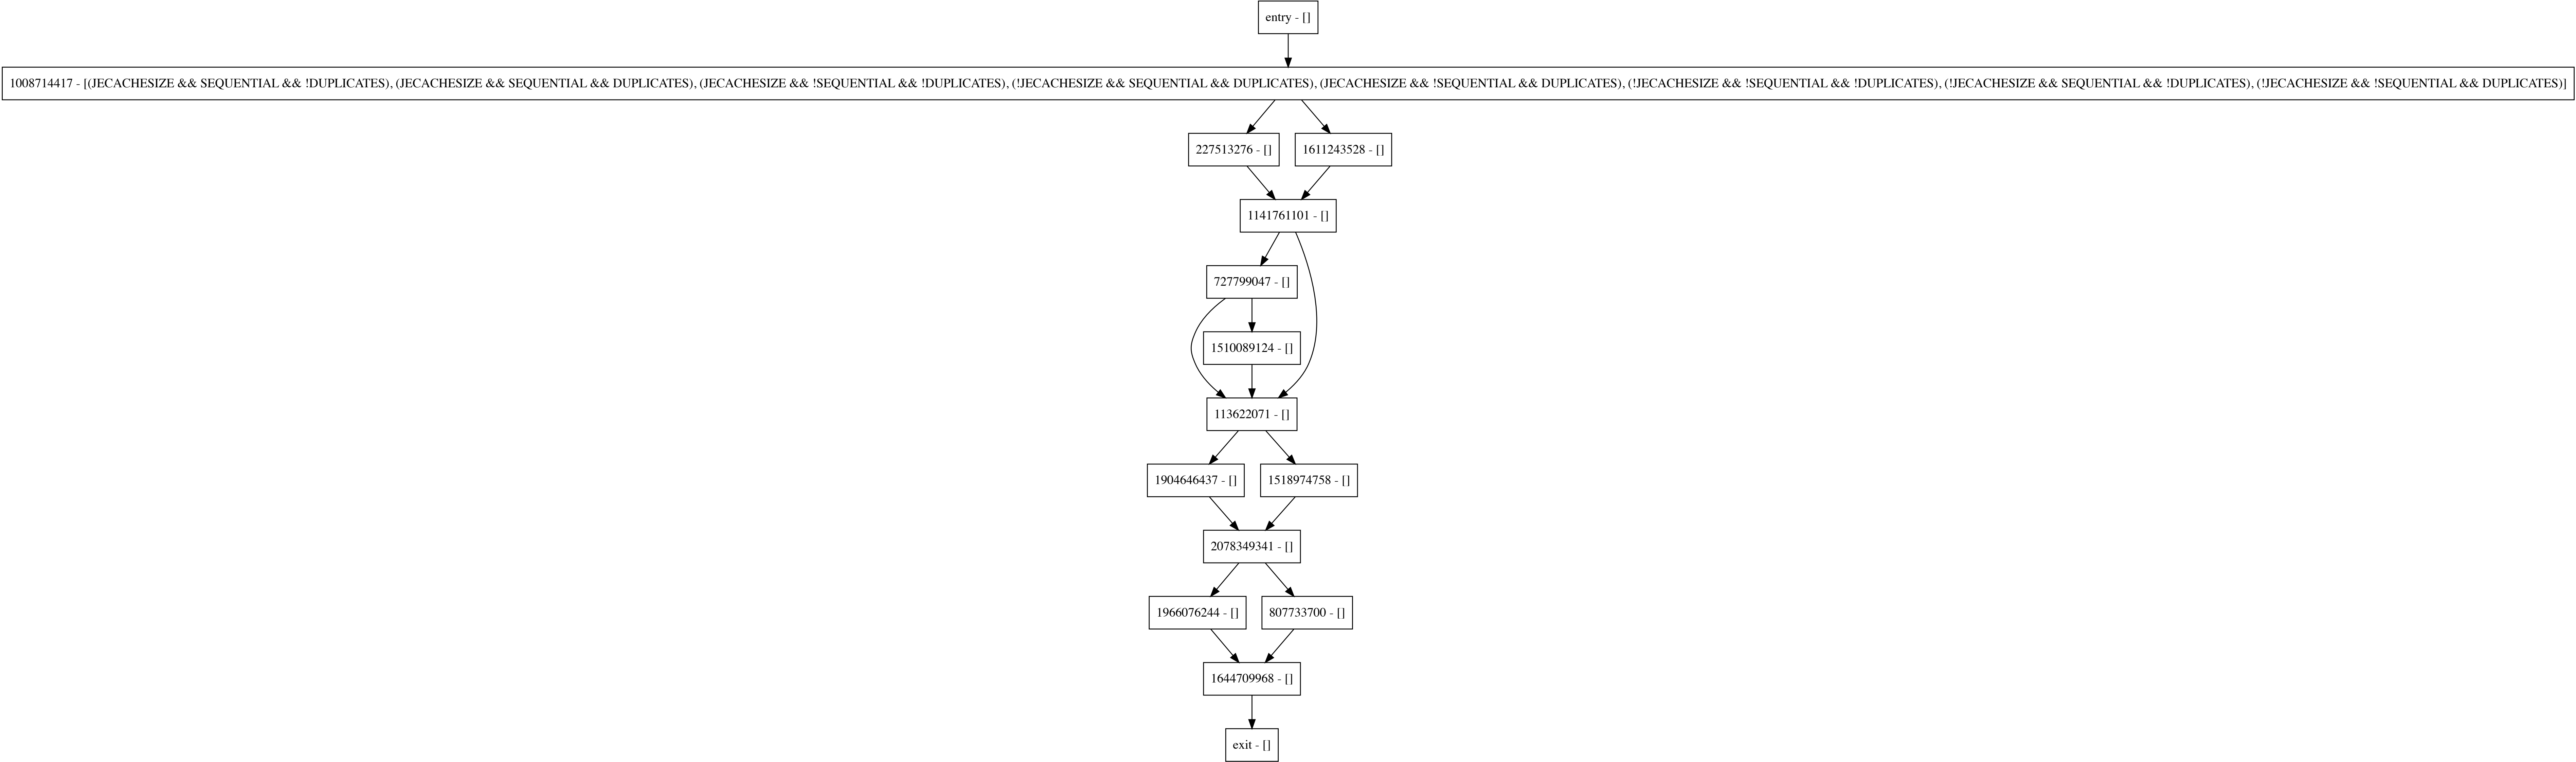 entry - []
1008714417 - [(JECACHESIZE && SEQUENTIAL && !DUPLICATES), (JECACHESIZE && SEQUENTIAL && DUPLICATES), (JECACHESIZE && !SEQUENTIAL && !DUPLICATES), (!JECACHESIZE && SEQUENTIAL && DUPLICATES), (JECACHESIZE && !SEQUENTIAL && DUPLICATES), (!JECACHESIZE && !SEQUENTIAL && !DUPLICATES), (!JECACHESIZE && SEQUENTIAL && !DUPLICATES), (!JECACHESIZE && !SEQUENTIAL && DUPLICATES)]
227513276 - []
1611243528 - []
1141761101 - []
727799047 - []
1510089124 - []
113622071 - []
1904646437 - []
1518974758 - []
2078349341 - []
1966076244 - []
807733700 - []
1644709968 - []
exit - []